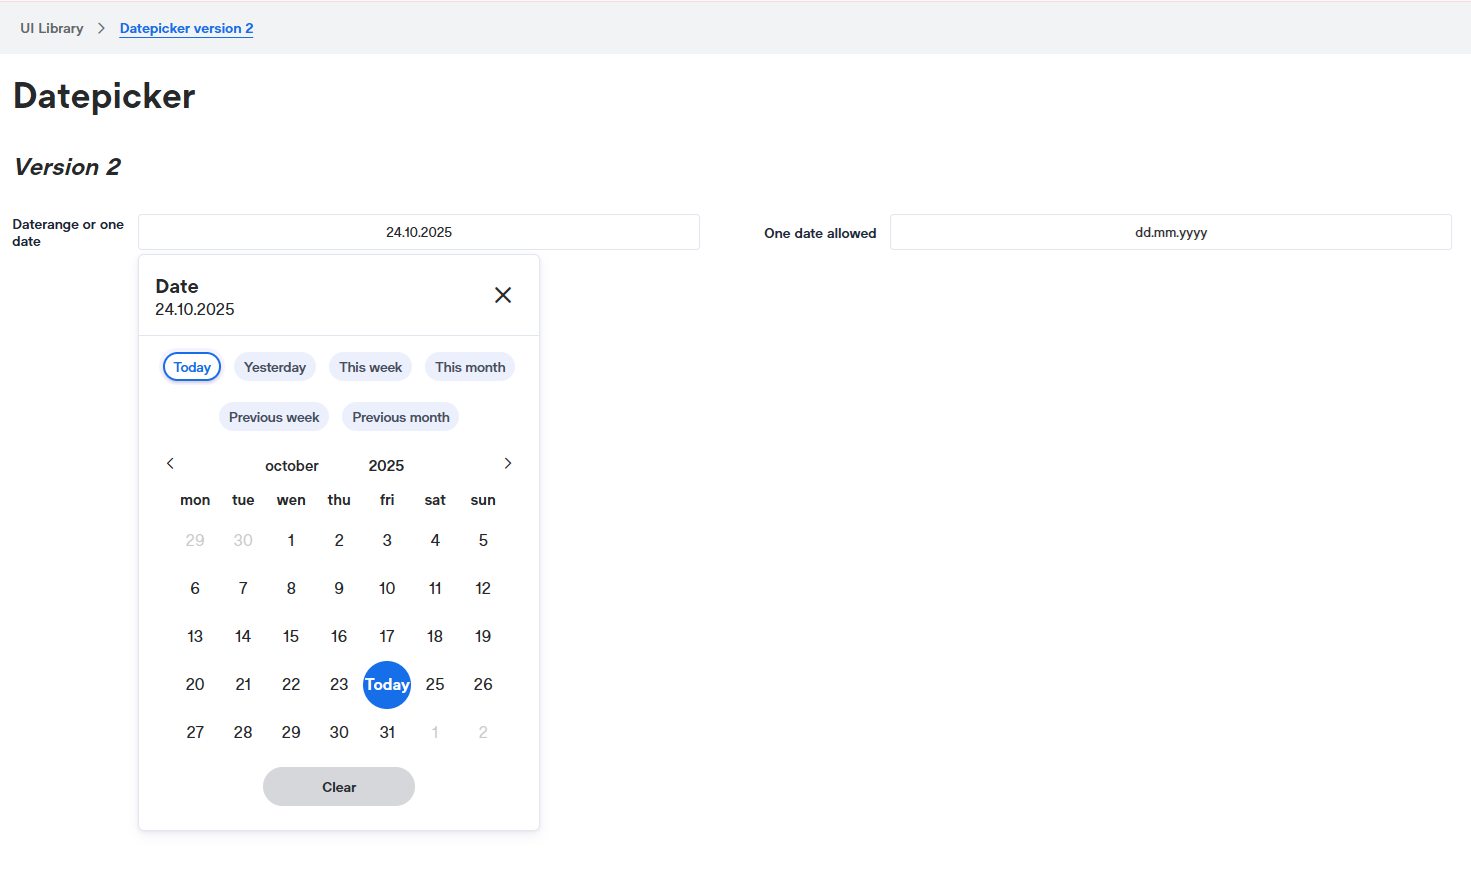 UI Library > Datepicker version 2
Datepicker
Version 2
Daterange or one
date
24.10.2025
One date allowed
dd.mm.yyyy
Date
24.10.2025
Today Yesterday This week This month
Previous week Previous month
october 2025
mon tue wen thu fri sat sun
29 30 1 2 3 4 5
6 7 8 9 10 11 12
13 14 15 16 17 18 19
20 21 22 23 Today 25 26
27 28 29 30 31 1 2
Clear